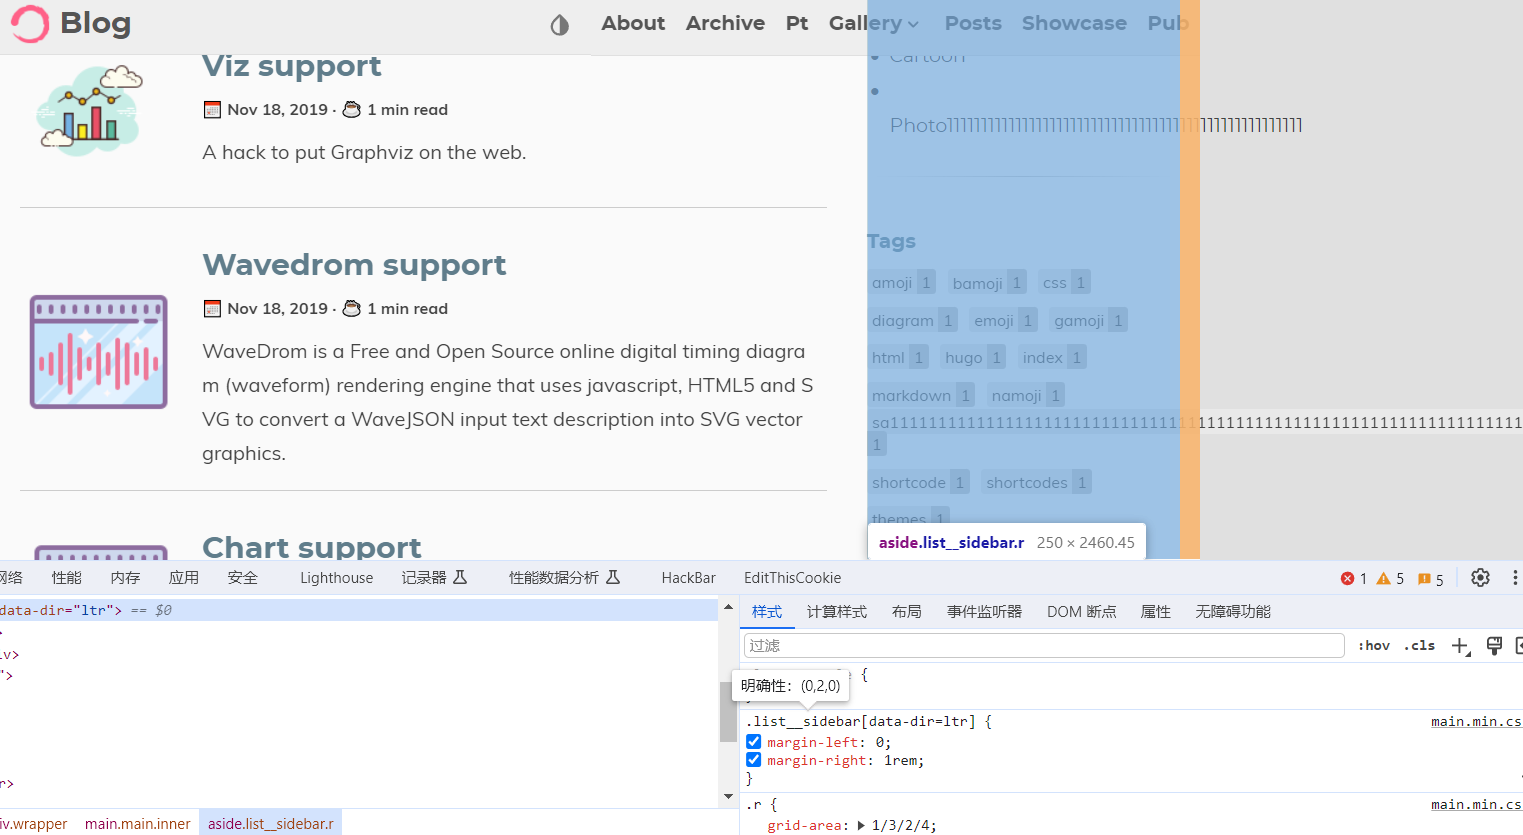 Blog
About Archive Pt Gallery Posts Showcase Pub
Cartoon
Viz support
Nov 18, 2019 · 1 min read
A hack to put Graphviz on the web.
Wavedrom support
Nov 18, 2019 · 1 min read
WaveDrom is a Free and Open Source online digital timing diagra
m (waveform) rendering engine that uses javascript, HTML5 and S
VG to convert a WaveJSON input text description into SVG vector
graphics.
Chart support
Tags
amoji 1 bamoji 1 css 1
diagram 1 emoji 1 gamoji 1
html 1 hugo 1 index 1
markdown 1 namoji 1
1
shortcode 1 shortcodes 1
themes 1
aside.list__sidebar.r 250 × 2460.45
网络 性能 内存 应用 安全 Lighthouse 记录器 性能数据分析 HackBar EditThisCookie 1 5 5
data-dir="ltr"> == $0
iv>
">
r>
iv.wrapper main.main.inner aside.list__sidebar.r
样式 计算样式 布局 事件监听器 DOM 断点 属性 无障碍功能
过滤 :hov .cls
{
明确性: (0,2,0)
.list__sidebar[data-dir=ltr] { main.min.cs
margin-left: 0;
margin-right: 1rem;
}
.r { main.min.cs
grid-area: 1/3/2/4;